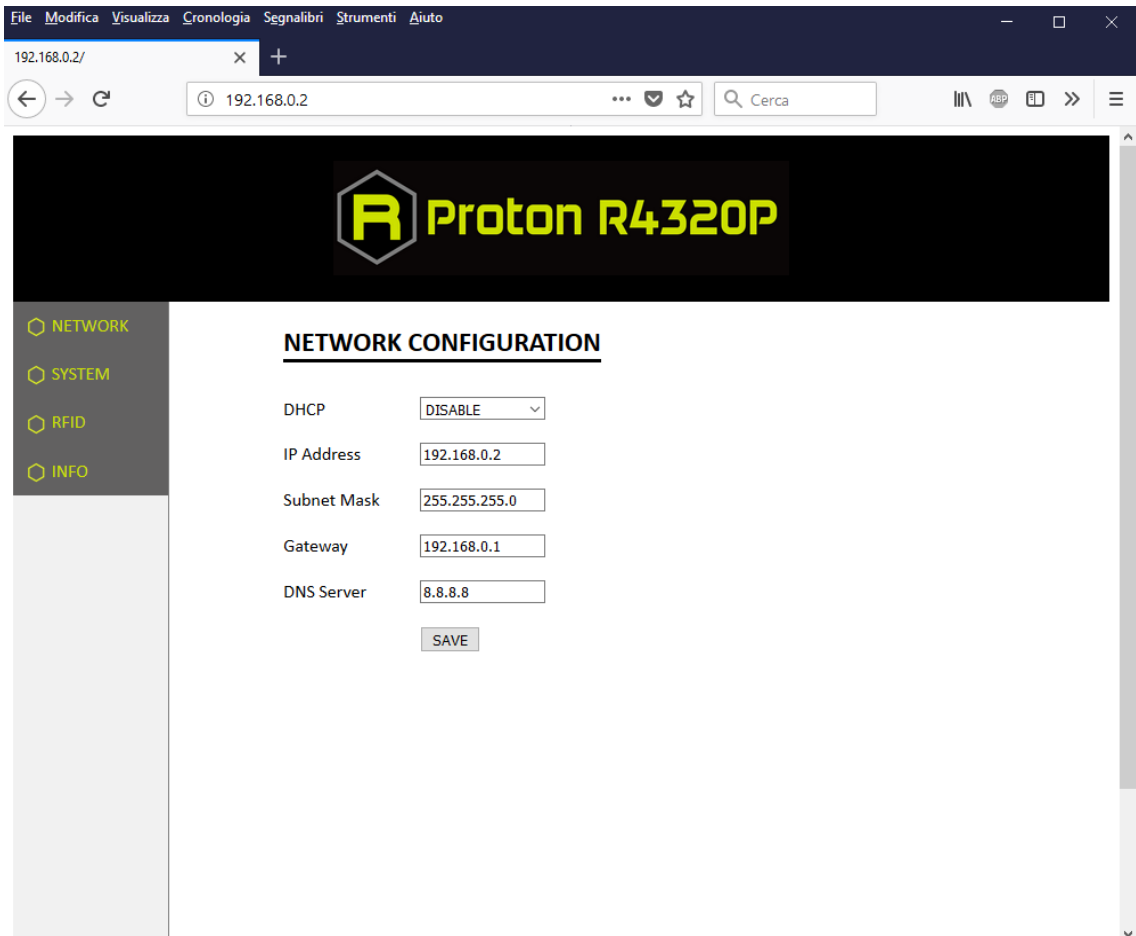 File Modifica Visualizza Cronologia Segnalibri Strumenti Aiuto
192.168.0.2/
192.168.0.2
Cerca
ABP
R Proton R4320P
NETWORK
SYSTEM
RFID
INFO
NETWORK CONFIGURATION
DHCP DISABLE
IP Address 192.168.0.2
Subnet Mask 255.255.255.0
Gateway 192.168.0.1
DNS Server 8.8.8.8
SAVE